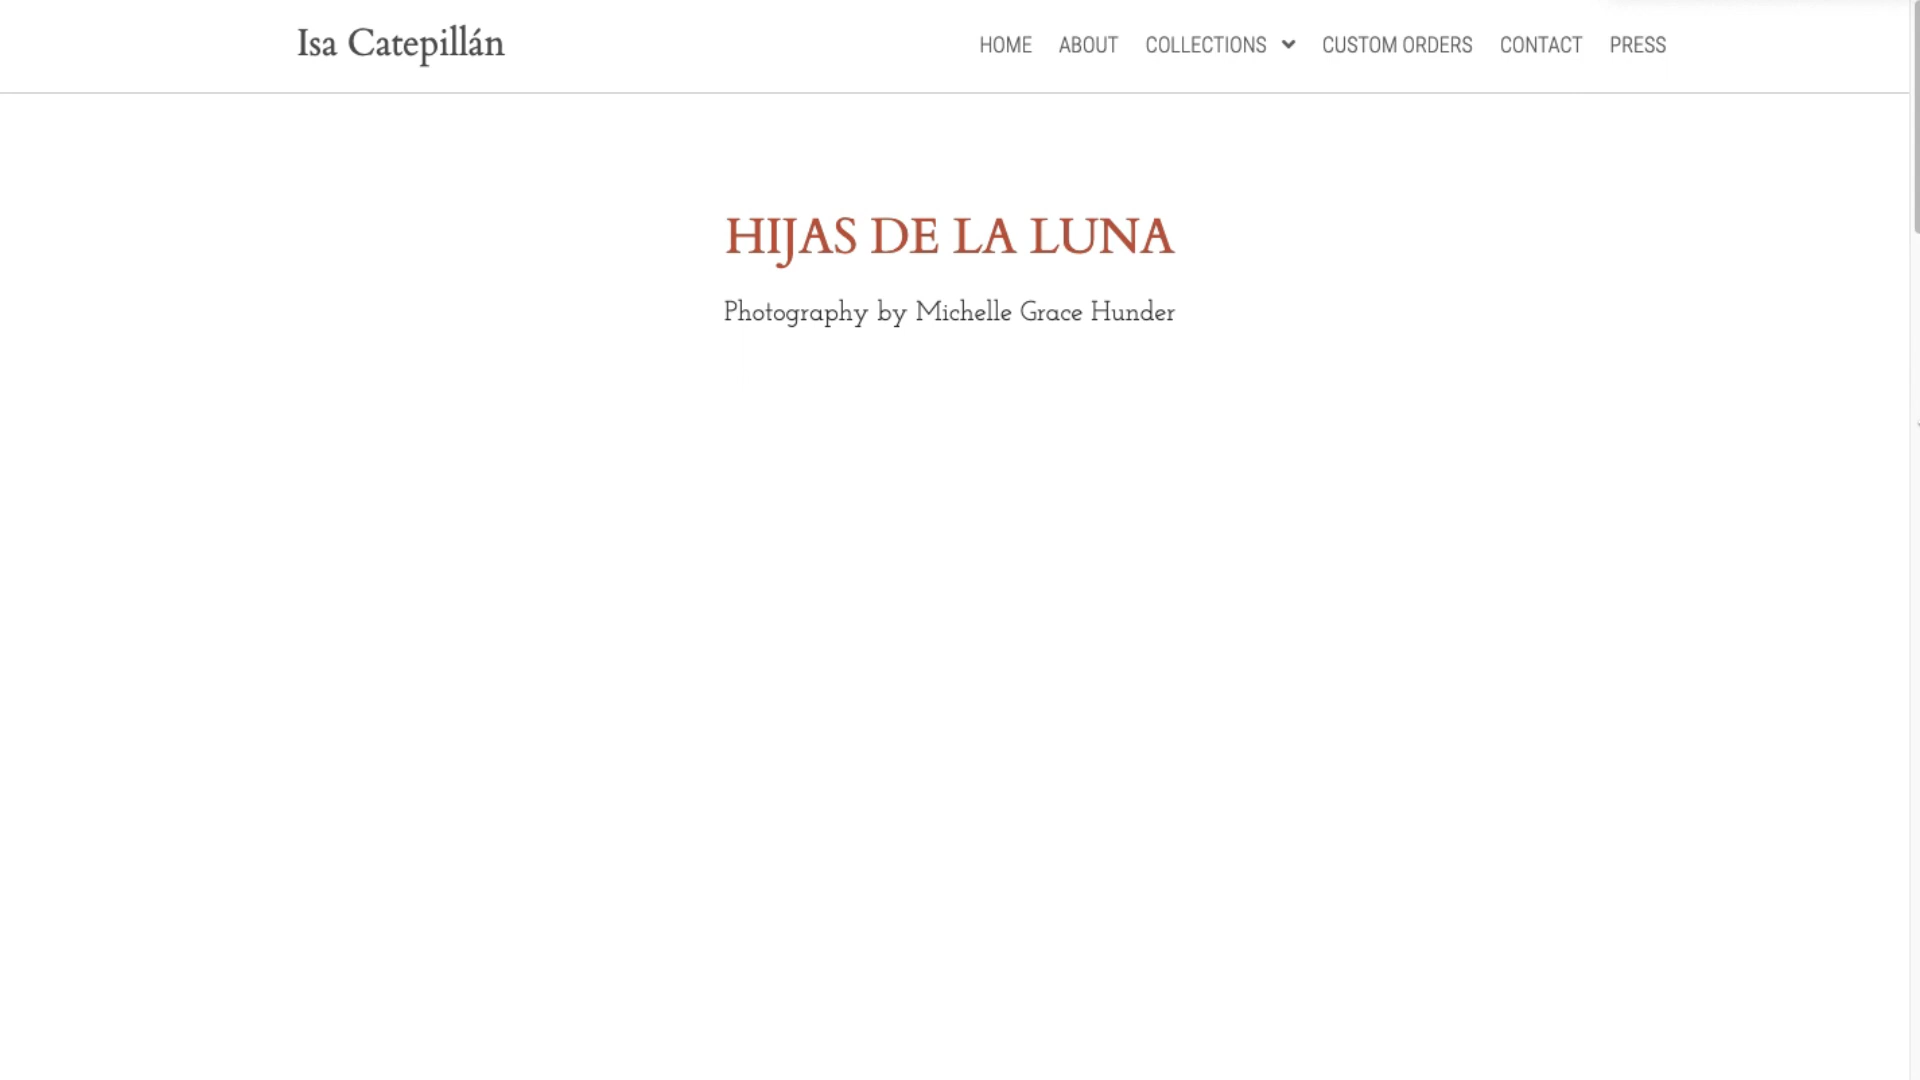 Isa Catepillán
HOME ABOUT COLLECTIONS CUSTOM ORDERS CONTACT PRESS
HIJAS DE LA LUNA
Photography by Michelle Grace Hunder